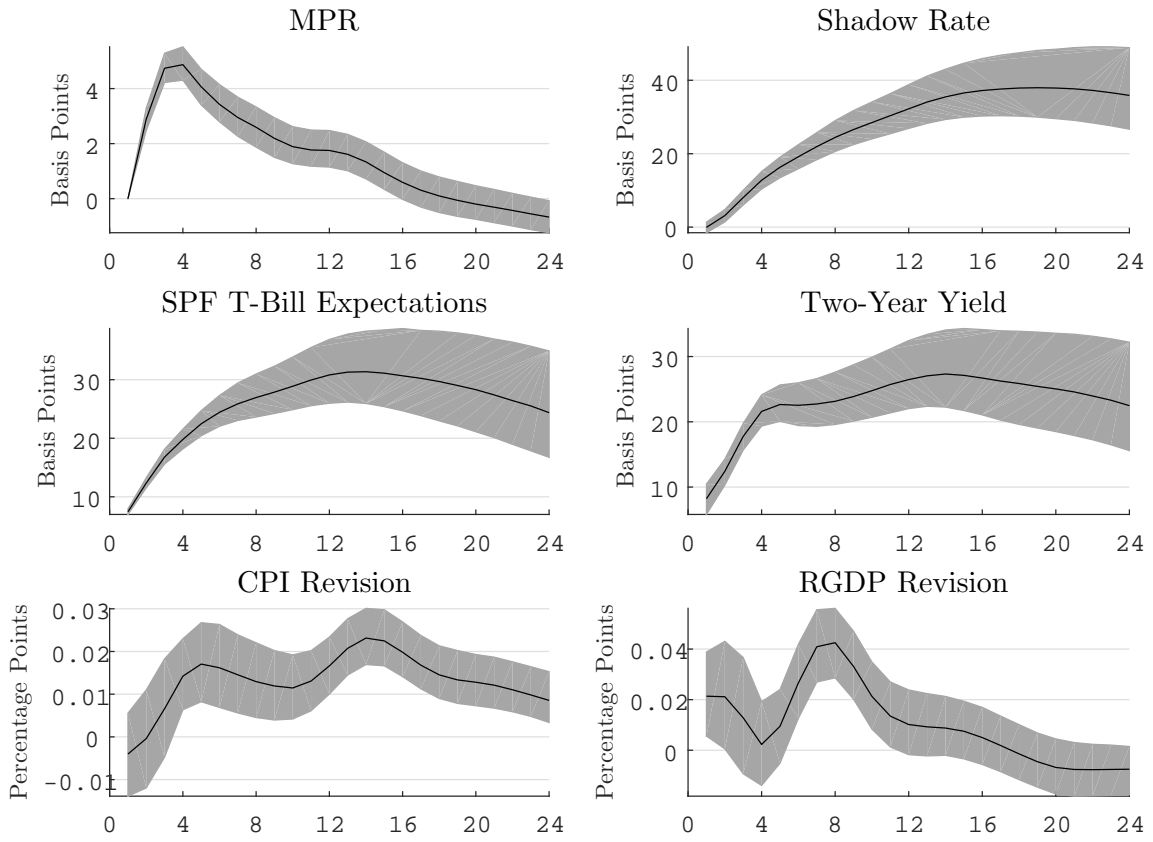 MPR
Basis Points
4
2
0
0 4 8 12 16 20 24
Shadow Rate
Basis Points
40
20
0
0 4 8 12 16 20 24
SPF T-Bill Expectations
Basis Points
30
20
10
0 4 8 12 16 20 24
Two-Year Yield
Basis Points
30
20
10
0 4 8 12 16 20 24
CPI Revision
Percentage Points
0.03
0.02
0.01
0
-0.01
0 4 8 12 16 20 24
RGDP Revision
Percentage Points
0.04
0.02
0
0 4 8 12 16 20 24